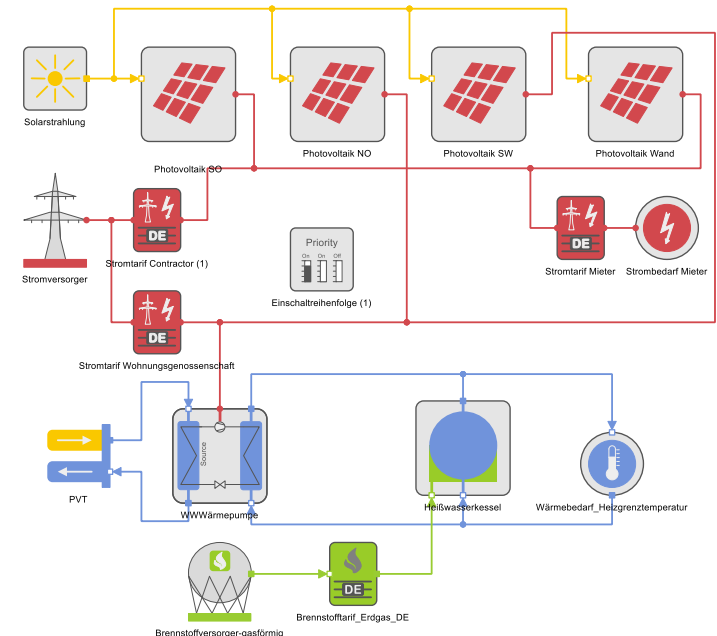 Solarstrahlung
Photovoltaik SO
Photovoltaik NO
Photovoltaik SW
Photovoltaik Wand
Stromversorger
DE
Stromtarif Contractor (1)
Priority
On On Off
Einschaltreihenfolge (1)
DE
Stromtarif Mieter
Strombedarf Mieter
DE
Stromtarif Wohnungsgenossenschaft
PVT
Source
WWWärmepumpe
Heißwasserkessel
Wärmebedarf_Heizgrenztemperatur
Brennstoffversorger-gasförmig
DE
Brennstofftarif_Erdgas_DE